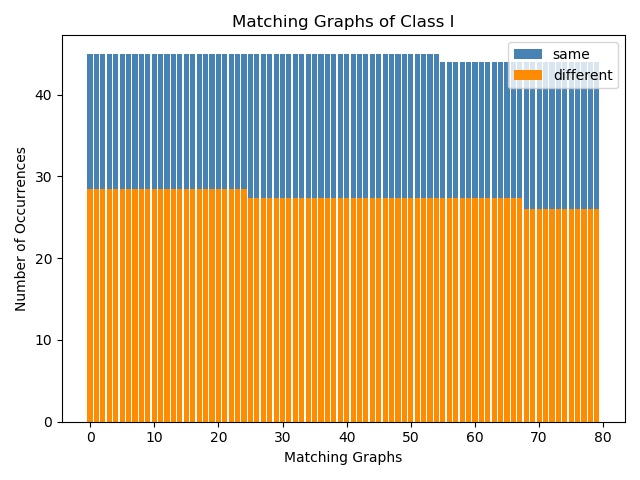 Matching Graphs of Class I
same
different
Number of Occurrences
40
30
20
10
0
0 10 20 30 40 50 60 70 80
Matching Graphs